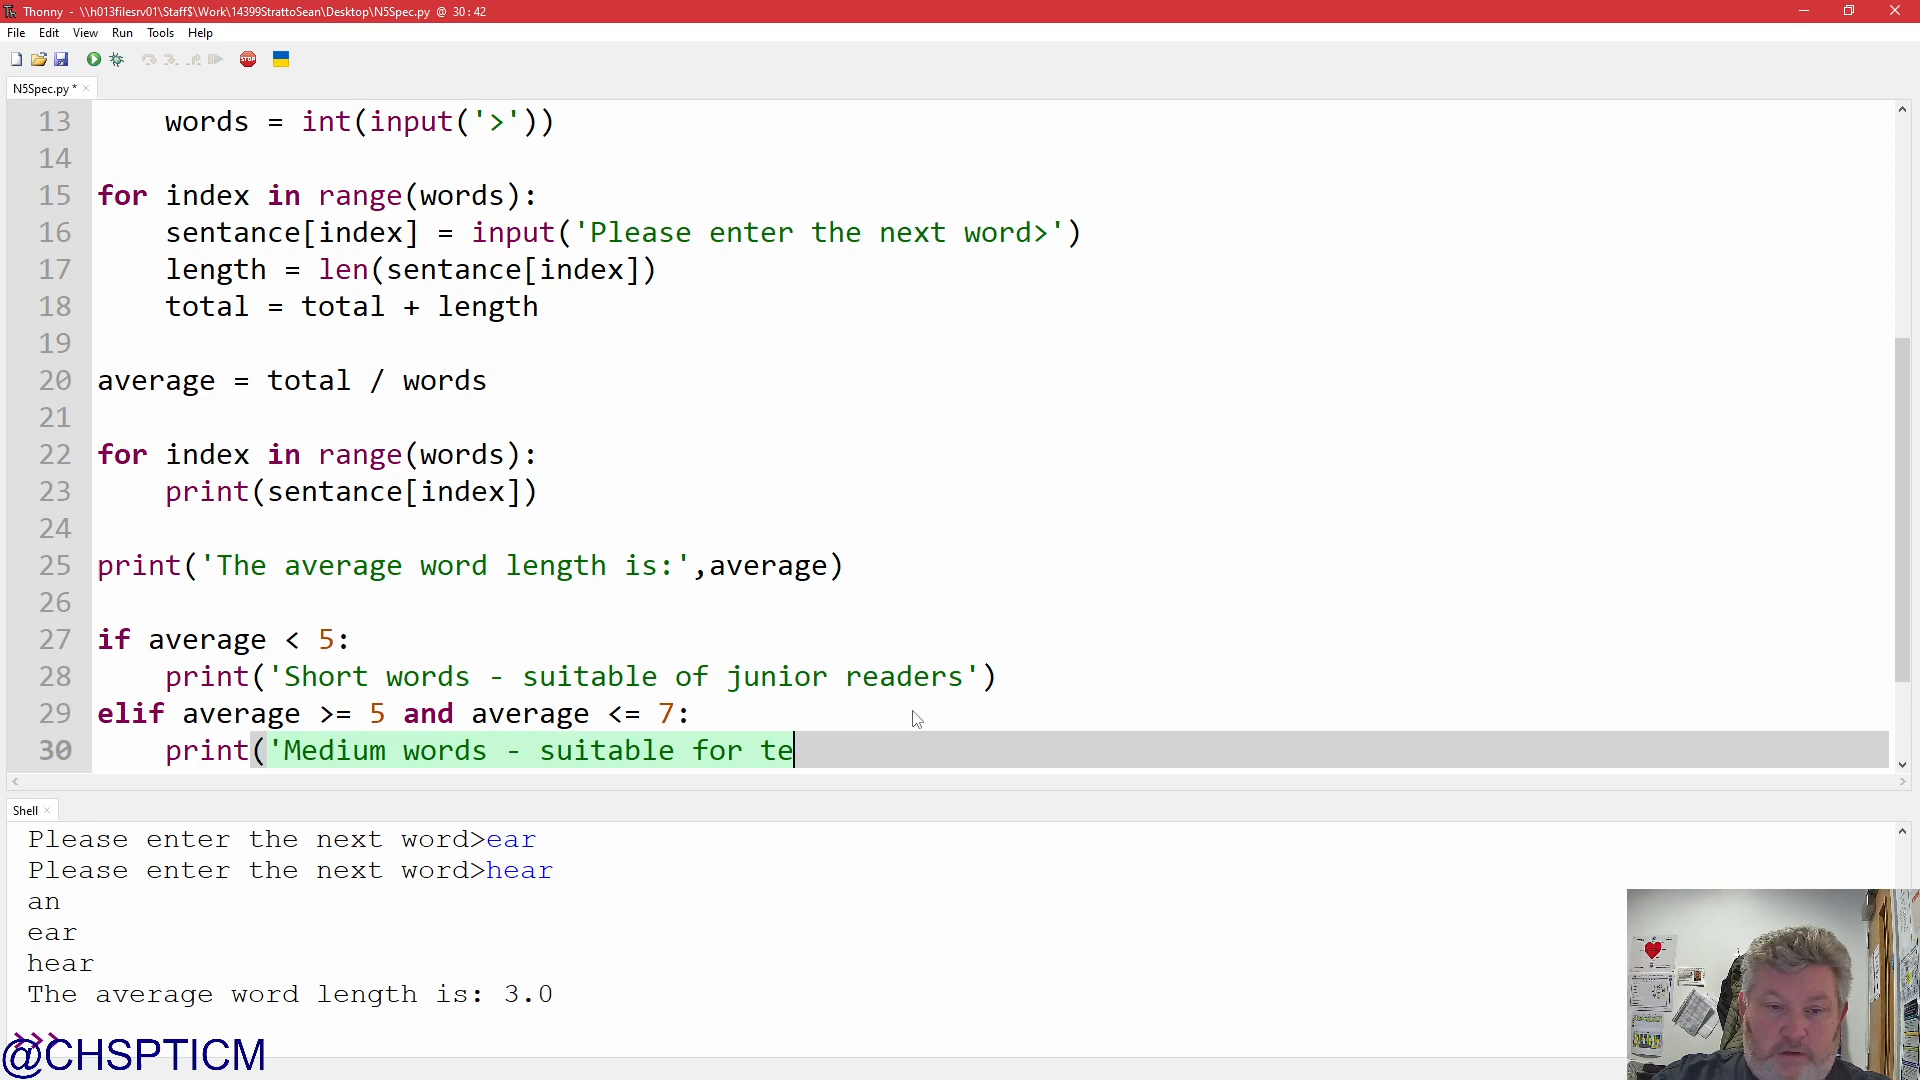 Thonny - \\h013filesrv01\Staff$\Work\14399StrattoSean\Desktop\N5Spec.py @ 30:42
File Edit View Run Tools Help
STOP
N5Spec.py * ×
13 words = int(input('>'))
14
15 for index in range(words):
16 sentance[index] = input('Please enter the next word>')
17 length = len(sentance[index])
18 total = total + length
19
20 average = total / words
21
22 for index in range(words):
23 print(sentance[index])
24
25 print('The average word length is:',average)
26
27 if average < 5:
28 print('Short words - suitable of junior readers')
29 elif average >= 5 and average <= 7:
30 print('Medium words - suitable for te
Shell ×
Please enter the next word>ear
Please enter the next word>hear
an
ear
hear
The average word length is: 3.0
>>>
@CHSPTICM